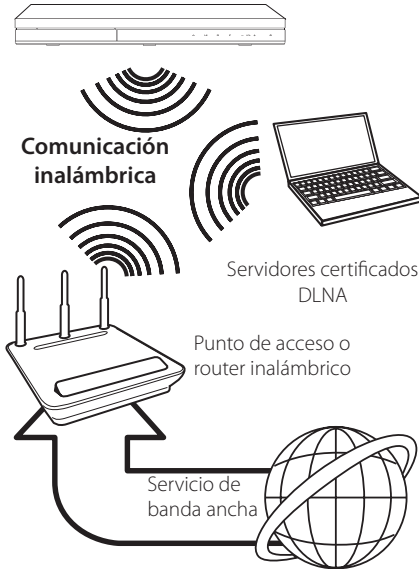 Comunicación
inalámbrica
Servidores certificados
DLNA
Punto de acceso o
router inalámbrico
Servicio de
banda ancha